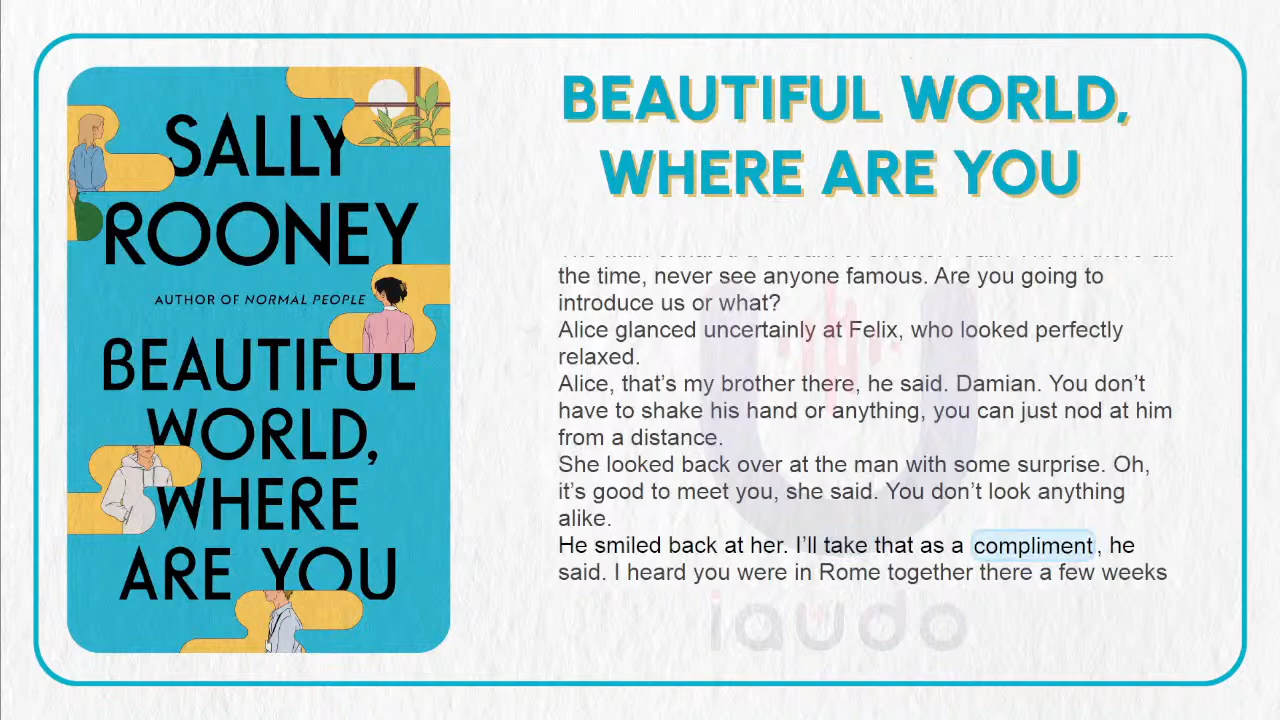 SALLY
ROONEY
AUTHOR OF NORMAL PEOPLE
BEAUTIFUL
WORLD,
WHERE
ARE YOU
BEAUTIFUL WORLD,
WHERE ARE YOU
the time, never see anyone famous. Are you going to
introduce us or what?
Alice glanced uncertainly at Felix, who looked perfectly
relaxed.
Alice, that’s my brother there, he said. Damian. You don’t
have to shake his hand or anything, you can just nod at him
from a distance.
She looked back over at the man with some surprise. Oh,
it’s good to meet you, she said. You don’t look anything
alike.
He smiled back at her. I’ll take that as a compliment, he
said. I heard you were in Rome together there a few weeks
iaudo